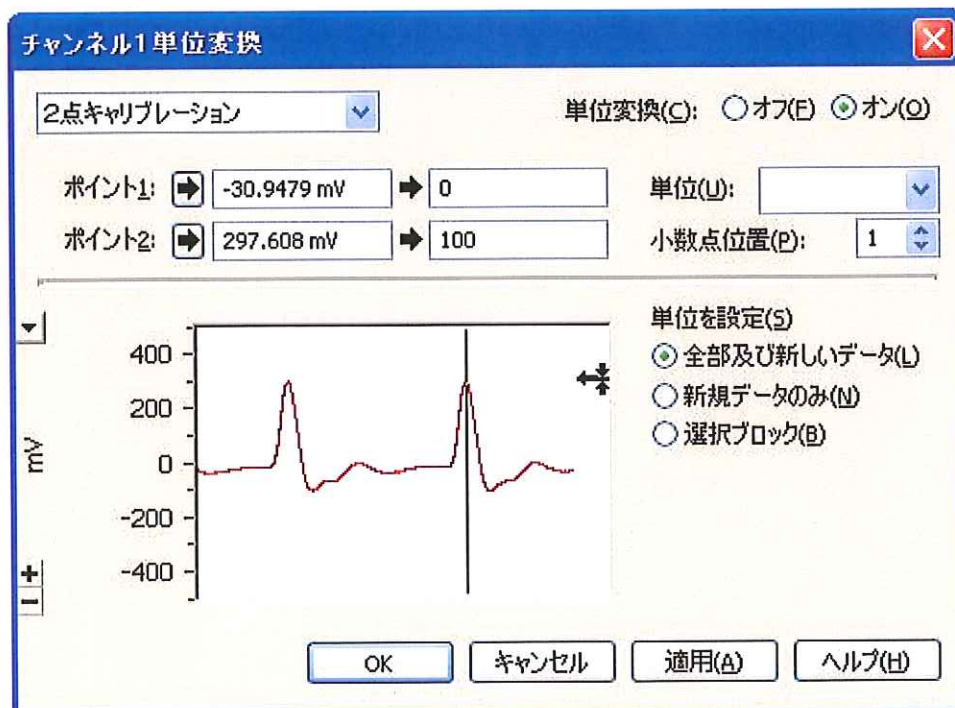 チャンネル1単位変換
2点キャリブレーション
単位変換(C): オフ(F) オン(O)
ポイント1: -30.9479 mV 0 単位(U):
ポイント2: 297.608 mV 100 小数点位置(P): 1
単位を設定(S)
全部及び新しいデータ(L)
新規データのみ(N)
選択ブロック(B)
400
200
0
-200
-400
mV
+
−
OK キャンセル 適用(A) ヘルプ(H)